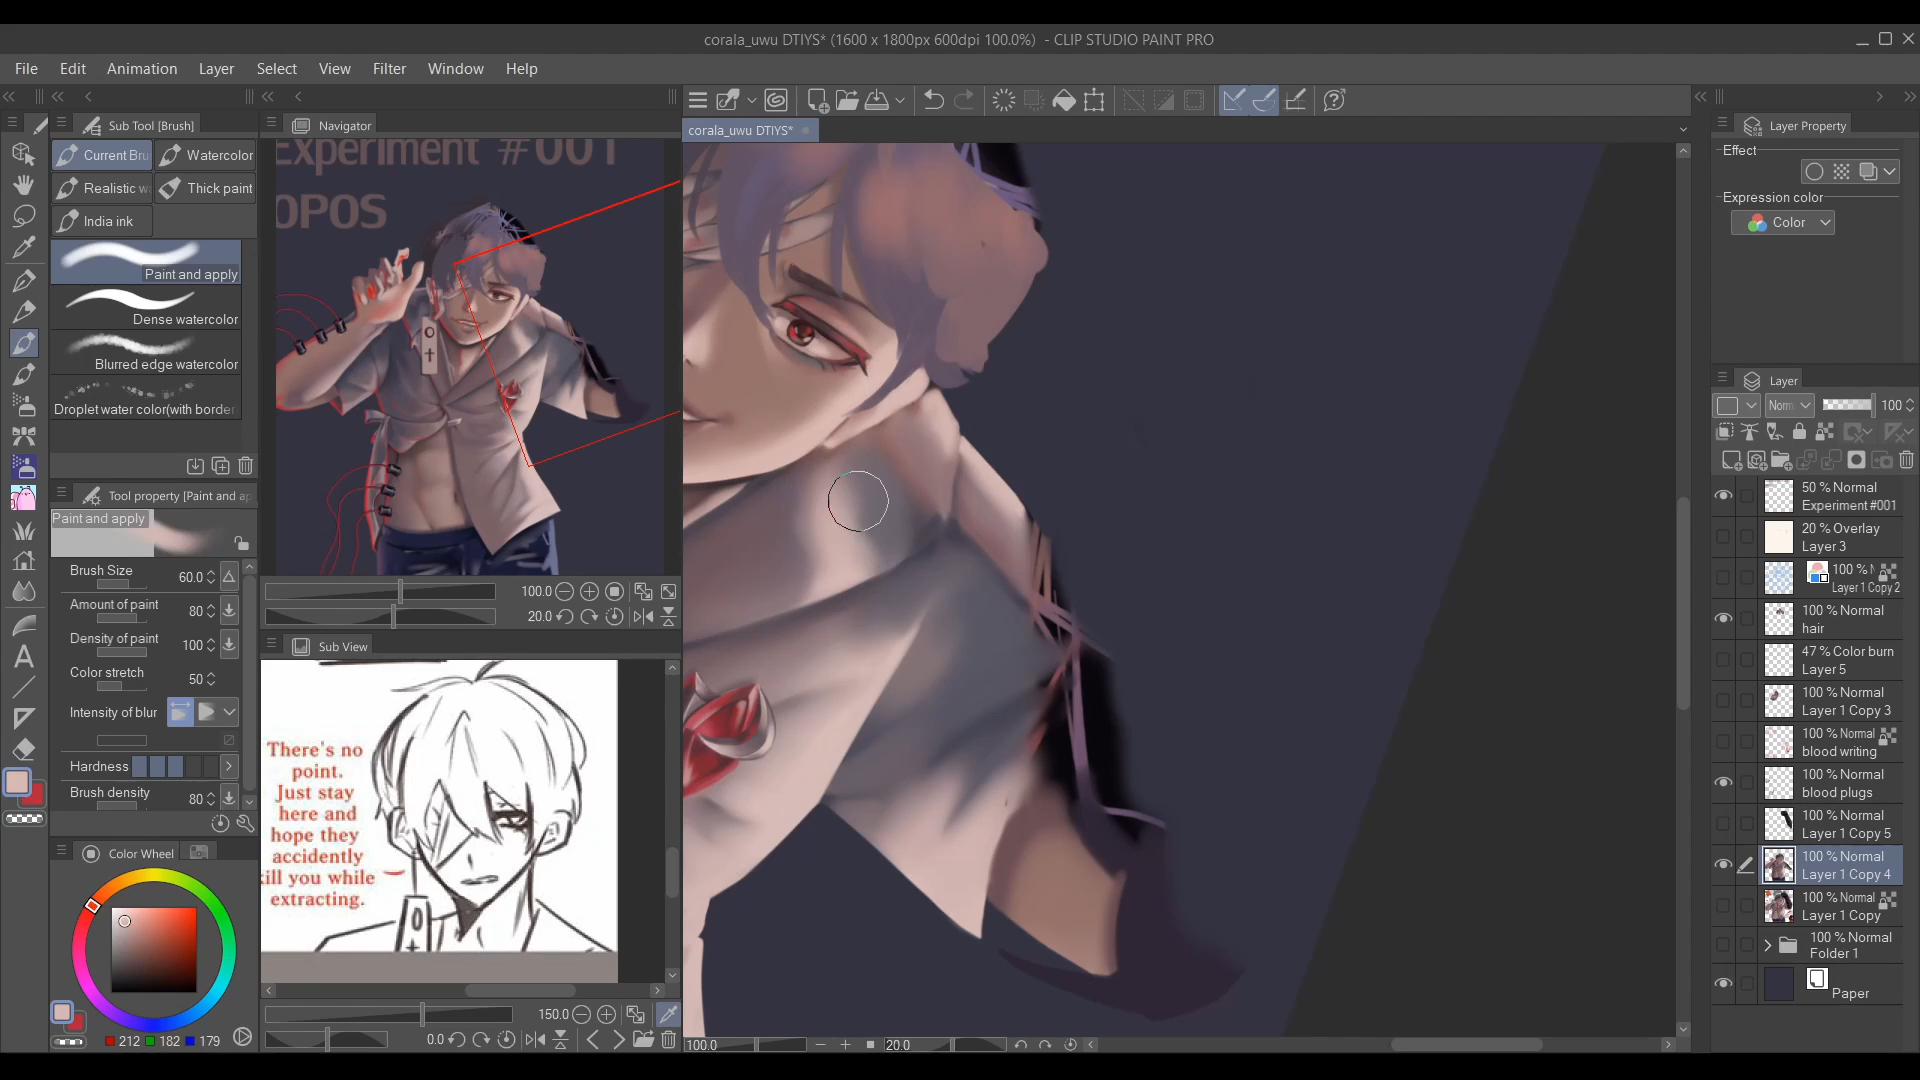 corala_uwu DTIYS* (1600 x 1800px 600dpi 100.0%) - CLIP STUDIO PAINT PRO
File Edit Animation Layer Select View Filter Window Help
Sub Tool [Brush]
Navigator
corala_uwu DTIYS*
Layer Property
Current Bru
Watercolor
Realistic w
Thick paint
India ink
Paint and apply
Dense watercolor
Blurred edge watercolor
Droplet water color(with border
Experiment #001
OPOS
Effect
Expression color
Color
Tool property [Paint and ap
Paint and apply
Brush Size 60.0
Amount of paint 80
Density of paint 100
Color stretch 50
Intensity of blur
Hardness
Brush density 80
100.0
20.0
Sub View
There's no
point.
Just stay
here and
hope they
accidently
kill you while
extracting.
Color Wheel
212 182 179
150.0
0.0
100.0 20.0
Layer
Norm 100
50 % Normal
Experiment #001
20 % Overlay
Layer 3
100 % N
Layer 1 Copy 2
100 % Normal
hair
47 % Color burn
Layer 5
100 % Normal
Layer 1 Copy 3
100 % Normal
blood writing
100 % Normal
blood plugs
100 % Normal
Layer 1 Copy 5
100 % Normal
Layer 1 Copy 4
100 % Normal
Layer 1 Copy
100 % Normal
Folder 1
Paper